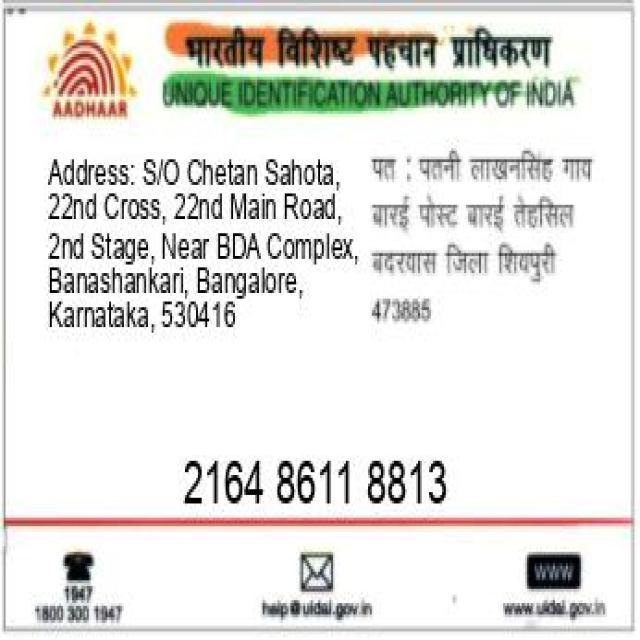 भारतीय विशिष्ट पहचान प्राधिकरण
AADHAAR
UNIQUE IDENTIFICATION AUTHORITY OF INDIA
Address: S/O Chetan Sahota,
22nd Cross, 22nd Main Road,
2nd Stage, Near BDA Complex,
Banashankari, Bangalore,
Karnataka, 530416
पत : पतनी लाखनसिंह गाय
बारई पोस्ट बारई तेहसिल
बदरवास जिला शिवपुरी
473885
2164 8611 8813
1947
1800 300 1947
help@uidai.gov.in
WWW
www.uidai.gov.in